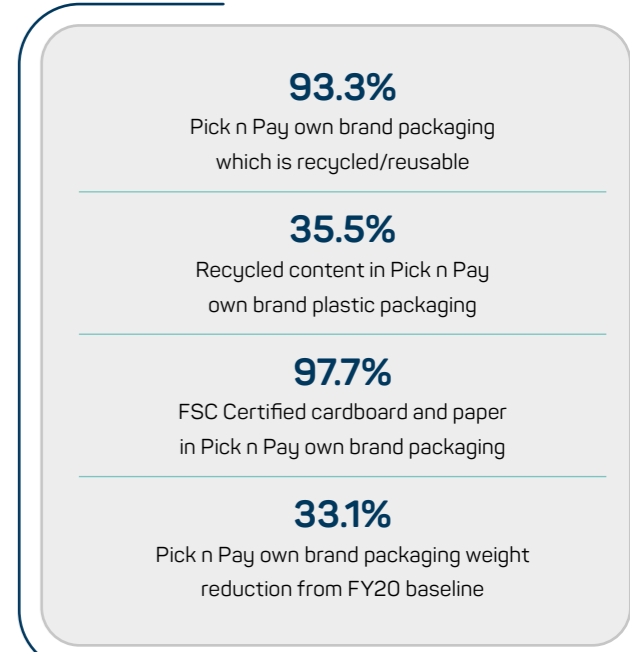 93.3%
Pick n Pay own brand packaging
which is recycled/reusable
35.5%
Recycled content in Pick n Pay
own brand plastic packaging
97.7%
FSC Certified cardboard and paper
in Pick n Pay own brand packaging
33.1%
Pick n Pay own brand packaging weight
reduction from FY20 baseline